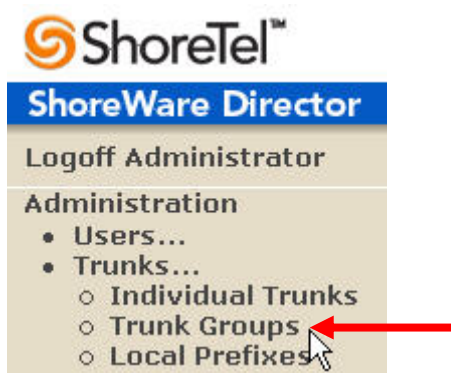 ShoreTel™
ShoreWare Director
Logoff Administrator
Administration
• Users...
• Trunks...
○ Individual Trunks
○ Trunk Groups
○ Local Prefixes